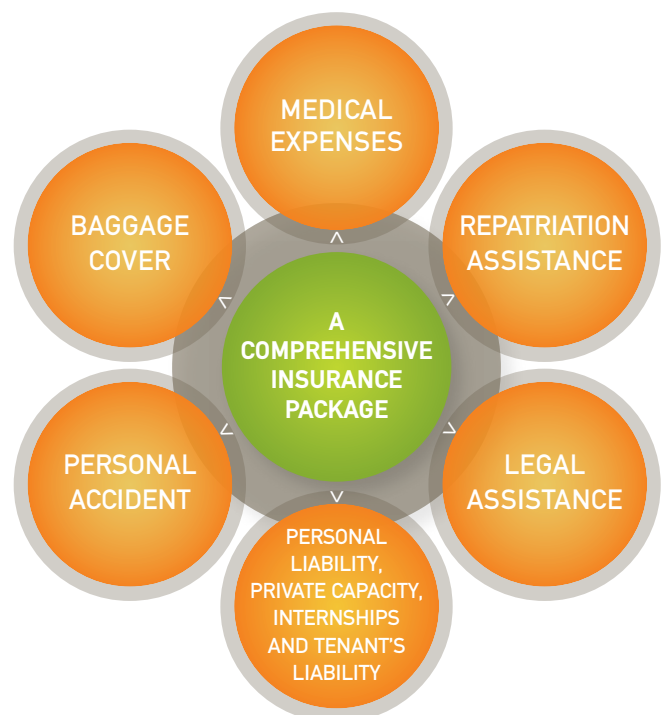 MEDICAL
EXPENSES
BAGGAGE
COVER
REPATRIATION
ASSISTANCE
A
COMPREHENSIVE
INSURANCE
PACKAGE
PERSONAL
ACCIDENT
LEGAL
ASSISTANCE
PERSONAL
LIABILITY,
PRIVATE CAPACITY,
INTERNSHIPS
AND TENANT'S
LIABILITY